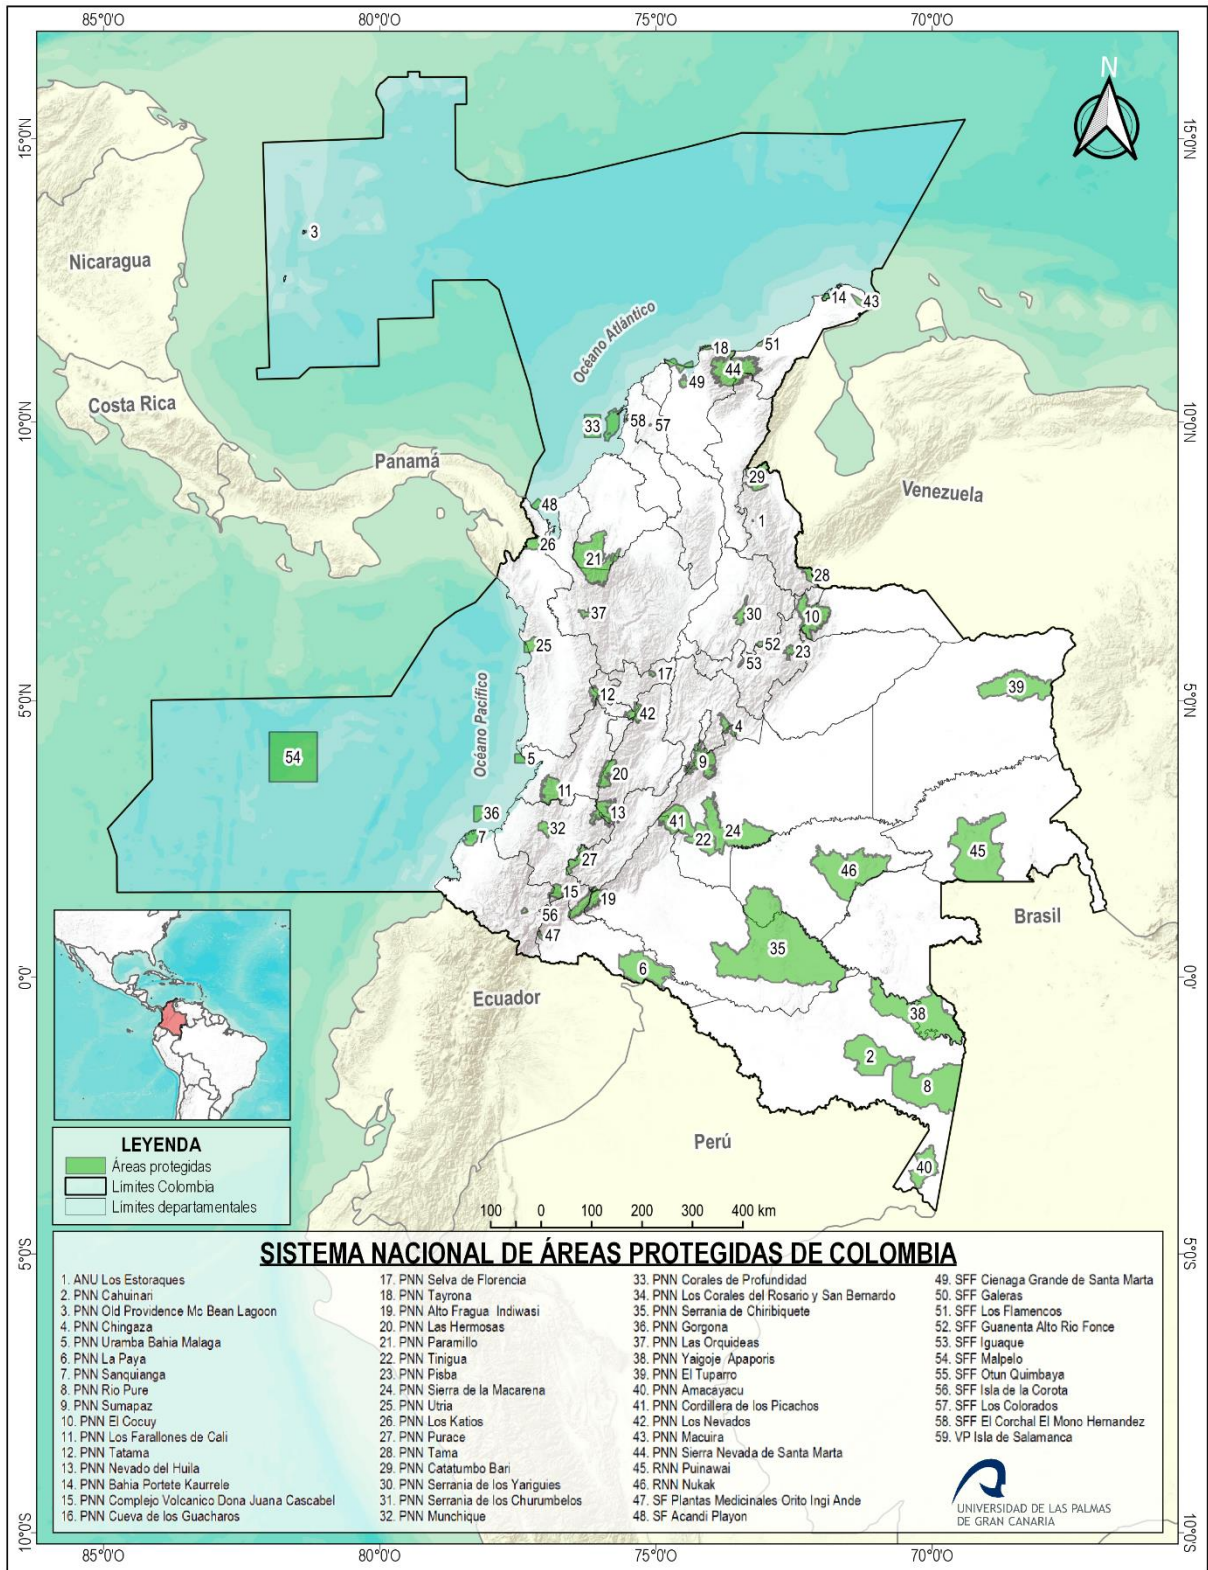 85°0'O 80°0'O 75°0'O 70°0'O
N
15°0'N 15°0'N
3
Nicaragua
14 43
Océano Atlántico
18 51
44
49
Costa Rica
10°0'N 10°0'N
33 58 57
Panamá
29
Venezuela
48
1
26
21
28
37 30 10
25 52 23
53
17
12 39
5°0'N 5°0'N
42
4
Océano Pacífico
54 5 9
20
11
36 13
41
32 24
7 22
45
27
46
15 19
56
Brasil
47
35
6
0°0' 0°0'
Ecuador
38
2
8
Perú
40
LEYENDA
Áreas protegidas
Límites Colombia
Límites departamentales
100 0 100 200 300 400 km
5°0'S 5°0'S
SISTEMA NACIONAL DE ÁREAS PROTEGIDAS DE COLOMBIA
1. ANU Los Estoraques
2. PNN Cahuinari
3. PNN Old Providence Mc Bean Lagoon
4. PNN Chingaza
5. PNN Uramba Bahia Malaga
6. PNN La Paya
7. PNN Sanquianga
8. PNN Rio Pure
9. PNN Sumapaz
10. PNN El Cocuy
11. PNN Los Farallones de Cali
12. PNN Tatama
13. PNN Nevado del Huila
14. PNN Bahia Portete Kaurrele
15. PNN Complejo Volcanico Dona Juana Cascabel
16. PNN Cueva de los Guacharos
17. PNN Selva de Florencia
18. PNN Tayrona
19. PNN Alto Fragua Indiwasi
20. PNN Las Hermosas
21. PNN Paramillo
22. PNN Tinigua
23. PNN Pisba
24. PNN Sierra de la Macarena
25. PNN Utria
26. PNN Los Katios
27. PNN Purace
28. PNN Tama
29. PNN Catatumbo Bari
30. PNN Serrania de los Yariguies
31. PNN Serrania de los Churumbelos
32. PNN Munchique
33. PNN Corales de Profundidad
34. PNN Los Corales del Rosario y San Bernardo
35. PNN Serrania de Chiribiquete
36. PNN Gorgona
37. PNN Las Orquideas
38. PNN Yaigoje Apaporis
39. PNN El Tuparro
40. PNN Amacayacu
41. PNN Cordillera de los Picachos
42. PNN Los Nevados
43. PNN Macuira
44. PNN Sierra Nevada de Santa Marta
45. RNN Puinawai
46. RNN Nukak
47. SF Plantas Medicinales Orito Ingi Ande
48. SF Acandi Playon
49. SFF Cienaga Grande de Santa Marta
50. SFF Galeras
51. SFF Los Flamencos
52. SFF Guanenta Alto Rio Fonce
53. SFF Iguaque
54. SFF Malpelo
55. SFF Otun Quimbaya
56. SFF Isla de la Corota
57. SFF Los Colorados
58. SFF El Corchal El Mono Hernandez
59. VP Isla de Salamanca
UNIVERSIDAD DE LAS PALMAS
DE GRAN CANARIA
10°0'S 10°0'S
85°0'O 80°0'O 75°0'O 70°0'O